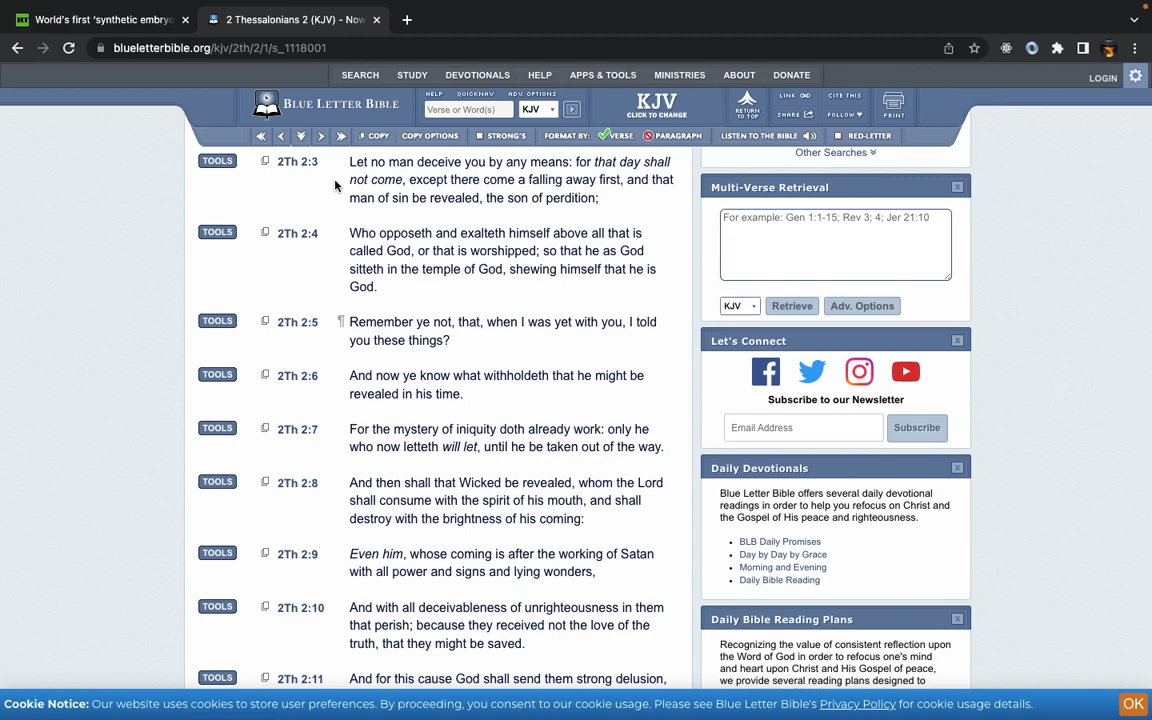 World's first 'synthetic embryo
2 Thessalonians 2 (KJV) - Now
blueletterbible.org/kjv/2th/2/1/s_1118001
SEARCH STUDY DEVOTIONALS HELP APPS & TOOLS MINISTRIES ABOUT DONATE
LOGIN
BLUE LETTER BIBLE
HELP QUICKNAV ADV. OPTIONS
Verse or Word(s) KJV
KJV
CLICK TO CHANGE
RETURN
TO TOP
LINK CITE THIS
SHARE FOLLOW
PRINT
COPY COPY OPTIONS STRONG'S FORMAT BY: VERSE PARAGRAPH LISTEN TO THE BIBLE RED-LETTER
TOOLS 2Th 2:3 Let no man deceive you by any means: for that day shall
not come, except there come a falling away first, and that
man of sin be revealed, the son of perdition;
TOOLS 2Th 2:4 Who opposeth and exalteth himself above all that is
called God, or that is worshipped; so that he as God
sitteth in the temple of God, shewing himself that he is
God.
TOOLS 2Th 2:5 ¶ Remember ye not, that, when I was yet with you, I told
you these things?
TOOLS 2Th 2:6 And now ye know what withholdeth that he might be
revealed in his time.
TOOLS 2Th 2:7 For the mystery of iniquity doth already work: only he
who now letteth will let, until he be taken out of the way.
TOOLS 2Th 2:8 And then shall that Wicked be revealed, whom the Lord
shall consume with the spirit of his mouth, and shall
destroy with the brightness of his coming:
TOOLS 2Th 2:9 Even him, whose coming is after the working of Satan
with all power and signs and lying wonders,
TOOLS 2Th 2:10 And with all deceivableness of unrighteousness in them
that perish; because they received not the love of the
truth, that they might be saved.
TOOLS 2Th 2:11 And for this cause God shall send them strong delusion,
Other Searches
Multi-Verse Retrieval
For example: Gen 1:1-15; Rev 3; 4; Jer 21:10
KJV Retrieve Adv. Options
Let's Connect
Subscribe to our Newsletter
Email Address Subscribe
Daily Devotionals
Blue Letter Bible offers several daily devotional
readings in order to help you refocus on Christ and
the Gospel of His peace and righteousness.
BLB Daily Promises
Day by Day by Grace
Morning and Evening
Daily Bible Reading
Daily Bible Reading Plans
Recognizing the value of consistent reflection upon
the Word of God in order to refocus one's mind
and heart upon Christ and His Gospel of peace,
we provide several reading plans designed to
Cookie Notice: Our website uses cookies to store user preferences. By proceeding, you consent to our cookie usage. Please see Blue Letter Bible's Privacy Policy for cookie usage details. OK